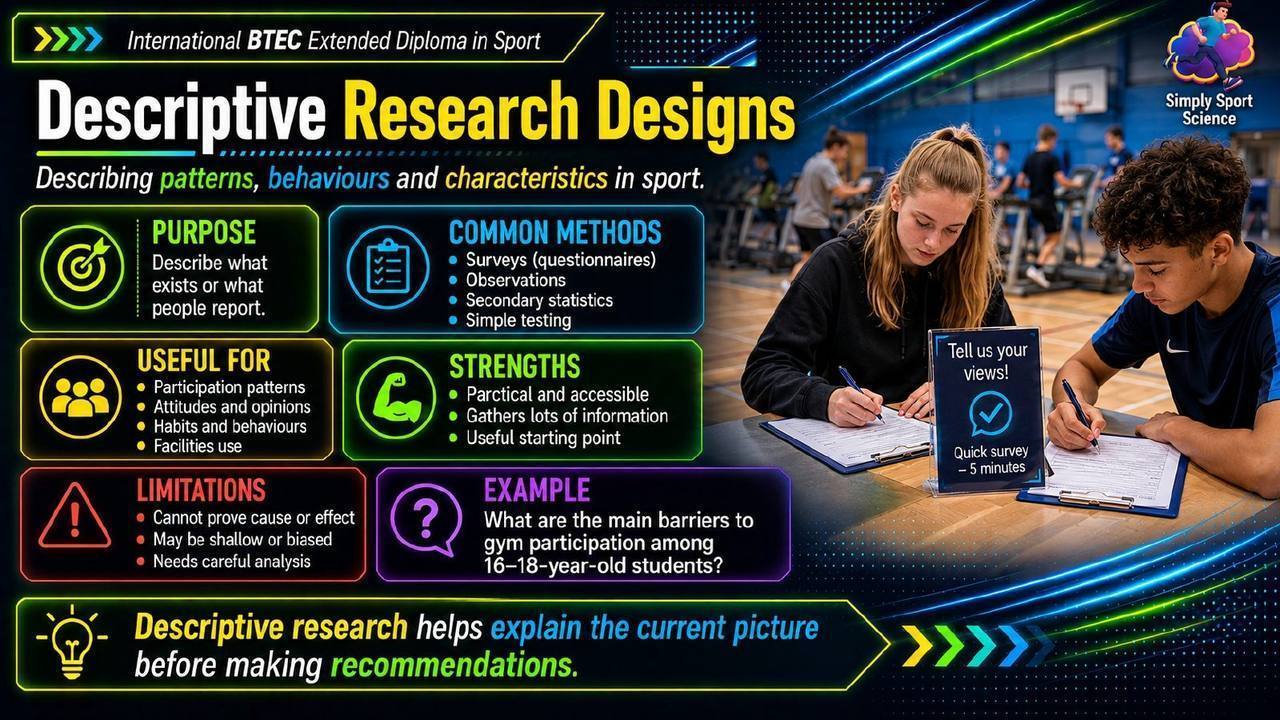 International BTEC Extended Diploma in Sport
Simply Sport
Science
Descriptive Research Designs
Describing patterns, behaviours and characteristics in sport.
PURPOSE
Describe what
exists or what
people report.
COMMON METHODS
Surveys (questionnaires)
Observations
Secondary statistics
Simple testing
USEFUL FOR
Participation patterns
Attitudes and opinions
Habits and behaviours
Facilities use
STRENGTHS
Parctical and accessible
Gathers lots of information
Useful starting point
Tell us your
views!
Quick survey
– 5 minutes
LIMITATIONS
Cannot prove cause or effect
May be shallow or biased
Needs careful analysis
EXAMPLE
What are the main barriers to
gym participation among
16–18-year-old students?
Descriptive research helps explain the current picture
before making recommendations.